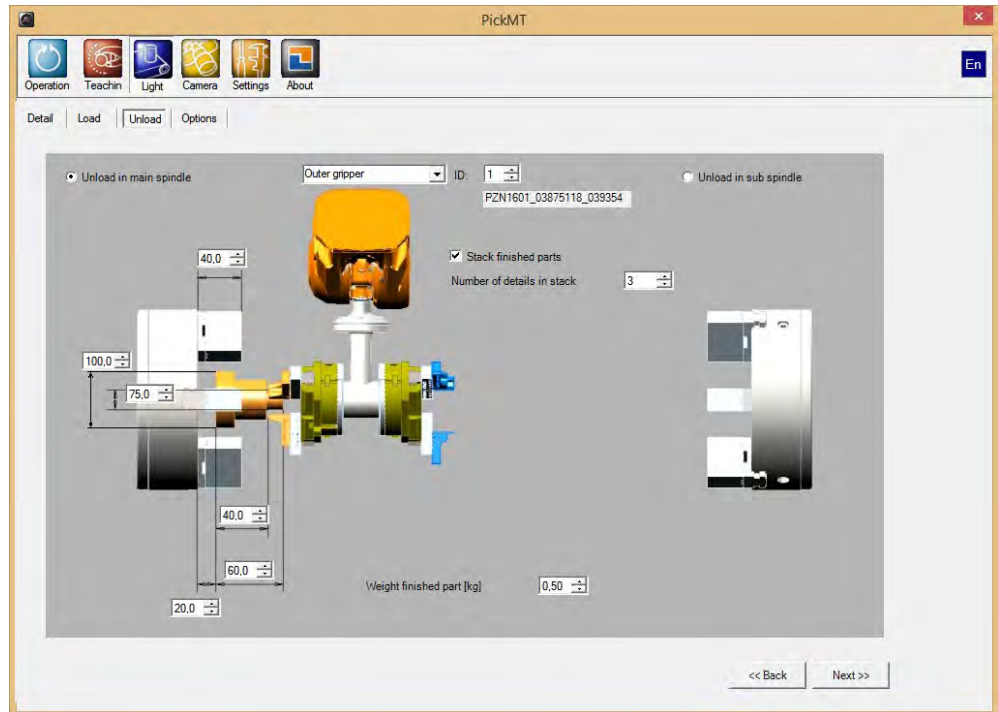 PickMT
Operation Teachin Light Camera Settings About
En
Detail Load Unload Options
Unload in main spindle
Outer gripper
ID: 1
Unload in sub spindle
PZN1601_03875118_039354
Stack finished parts
40,0
Number of details in stack 3
100,0
75,0
40,0
60,0
Weight finished part [kg] 0,50
20,0
<< Back Next >>